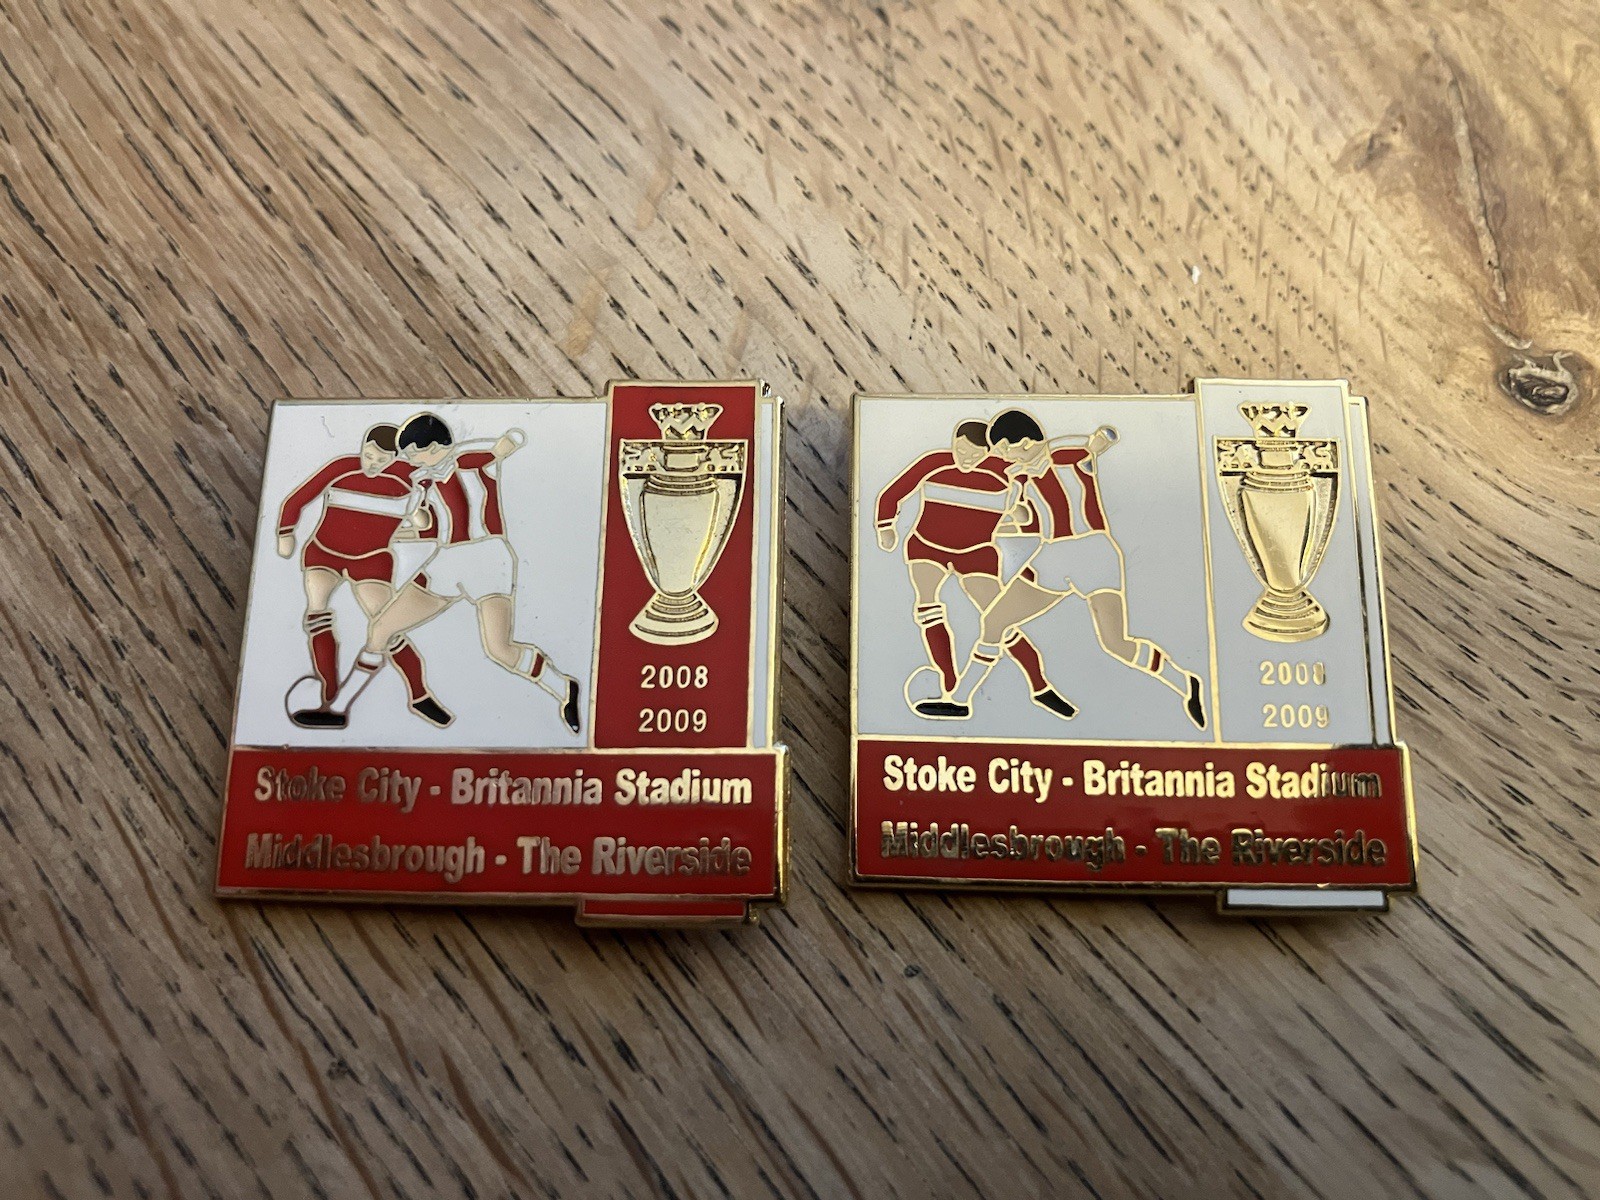 2008
2009
Stoke City - Britannia Stadium
Middlesbrough - The Riverside
2008
2009
Stoke City - Britannia Stadium
Middlesbrough - The Riverside